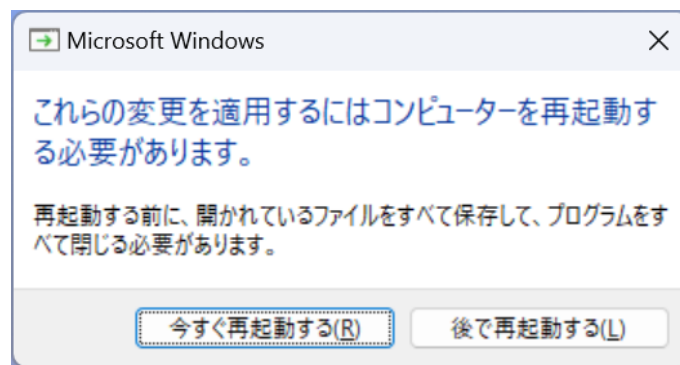 Microsoft Windows
これらの変更を適用するにはコンピューターを再起動す
る必要があります。
再起動する前に、開かれているファイルをすべて保存して、プログラムをす
べて閉じる必要があります。
今すぐ再起動する(R) 後で再起動する(L)